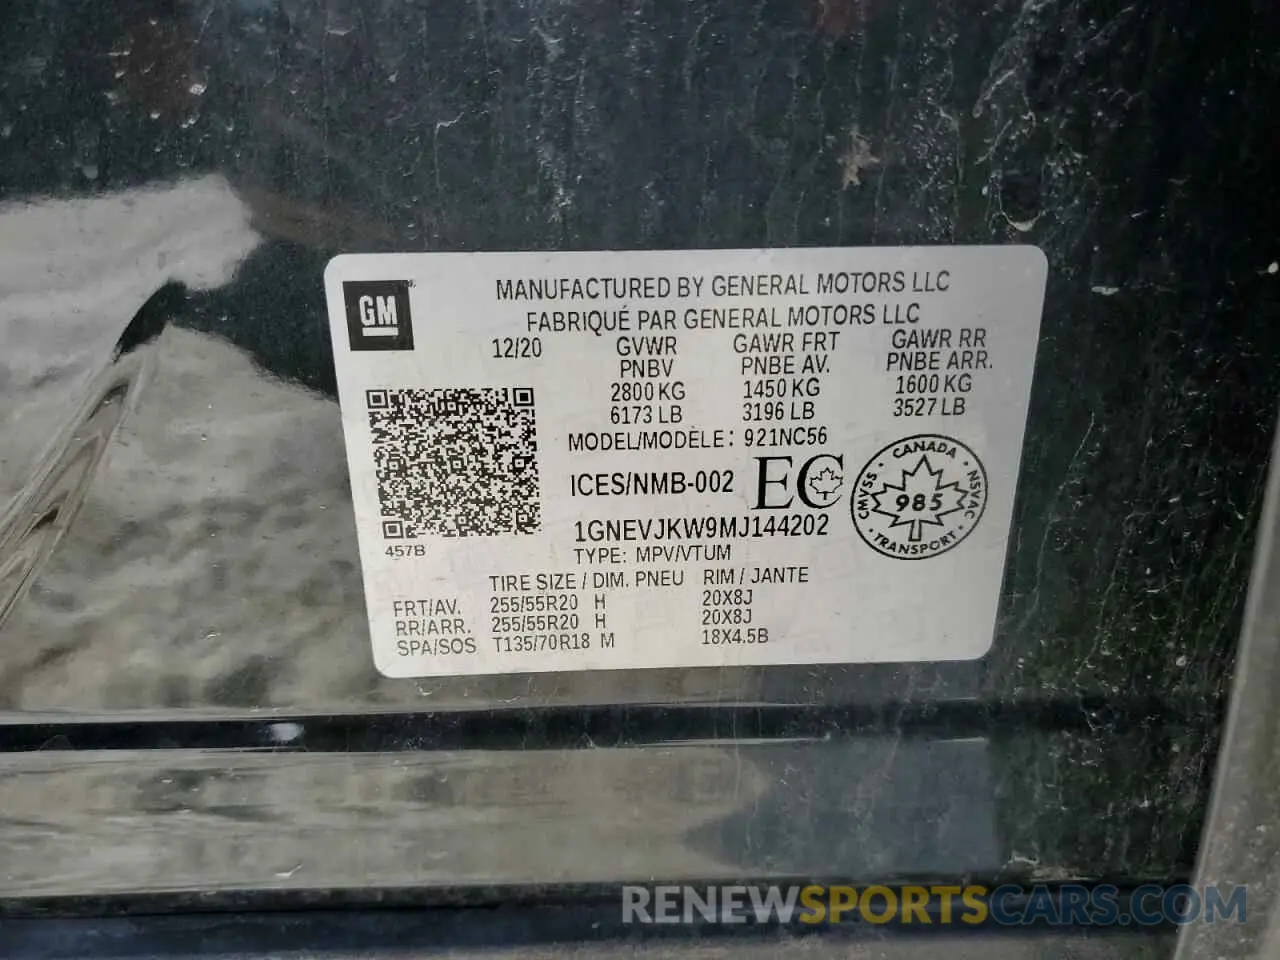 GM
MANUFACTURED BY GENERAL MOTORS LLC
FABRIQUÉ PAR GENERAL MOTORS LLC
12/20 GVWR GAWR FRT GAWR RR
PNBV PNBE AV. PNBE ARR.
2800 KG 1450 KG 1600 KG
6173 LB 3196 LB 3527 LB
MODEL/MODÈLE: 921NC56
ICES/NMB-002 EC
CANADA
CMVSS 985 NSVAC
TRANSPORT
1GNEVJKW9MJ144202
457B
TYPE: MPV/VTUM
TIRE SIZE / DIM. PNEU RIM / JANTE
FRT/AV. 255/55R20 H 20X8J
RR/ARR. 255/55R20 H 20X8J
SPA/SOS T135/70R18 M 18X4.5B
RENEWSPORTSCARS.COM